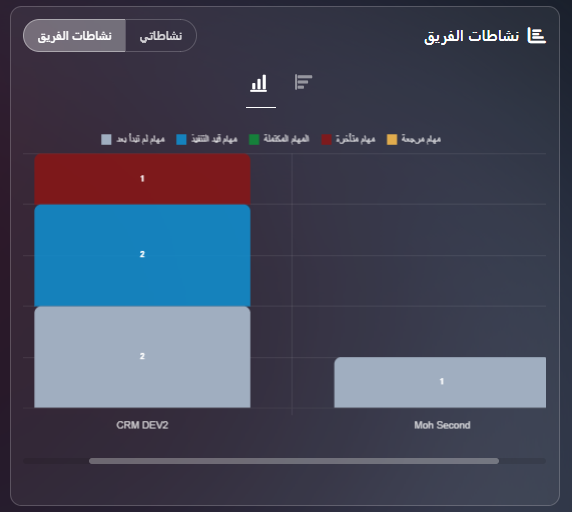 نشاطات الفريق
نشاطاتي
نشاطات الفريق
مهام مرجعة
مهام متأخرة
المهام المكتملة
مهام قيد التنفيذ
مهام لم تبدأ بعد
1
2
2
1
CRM DEV2
Moh Second